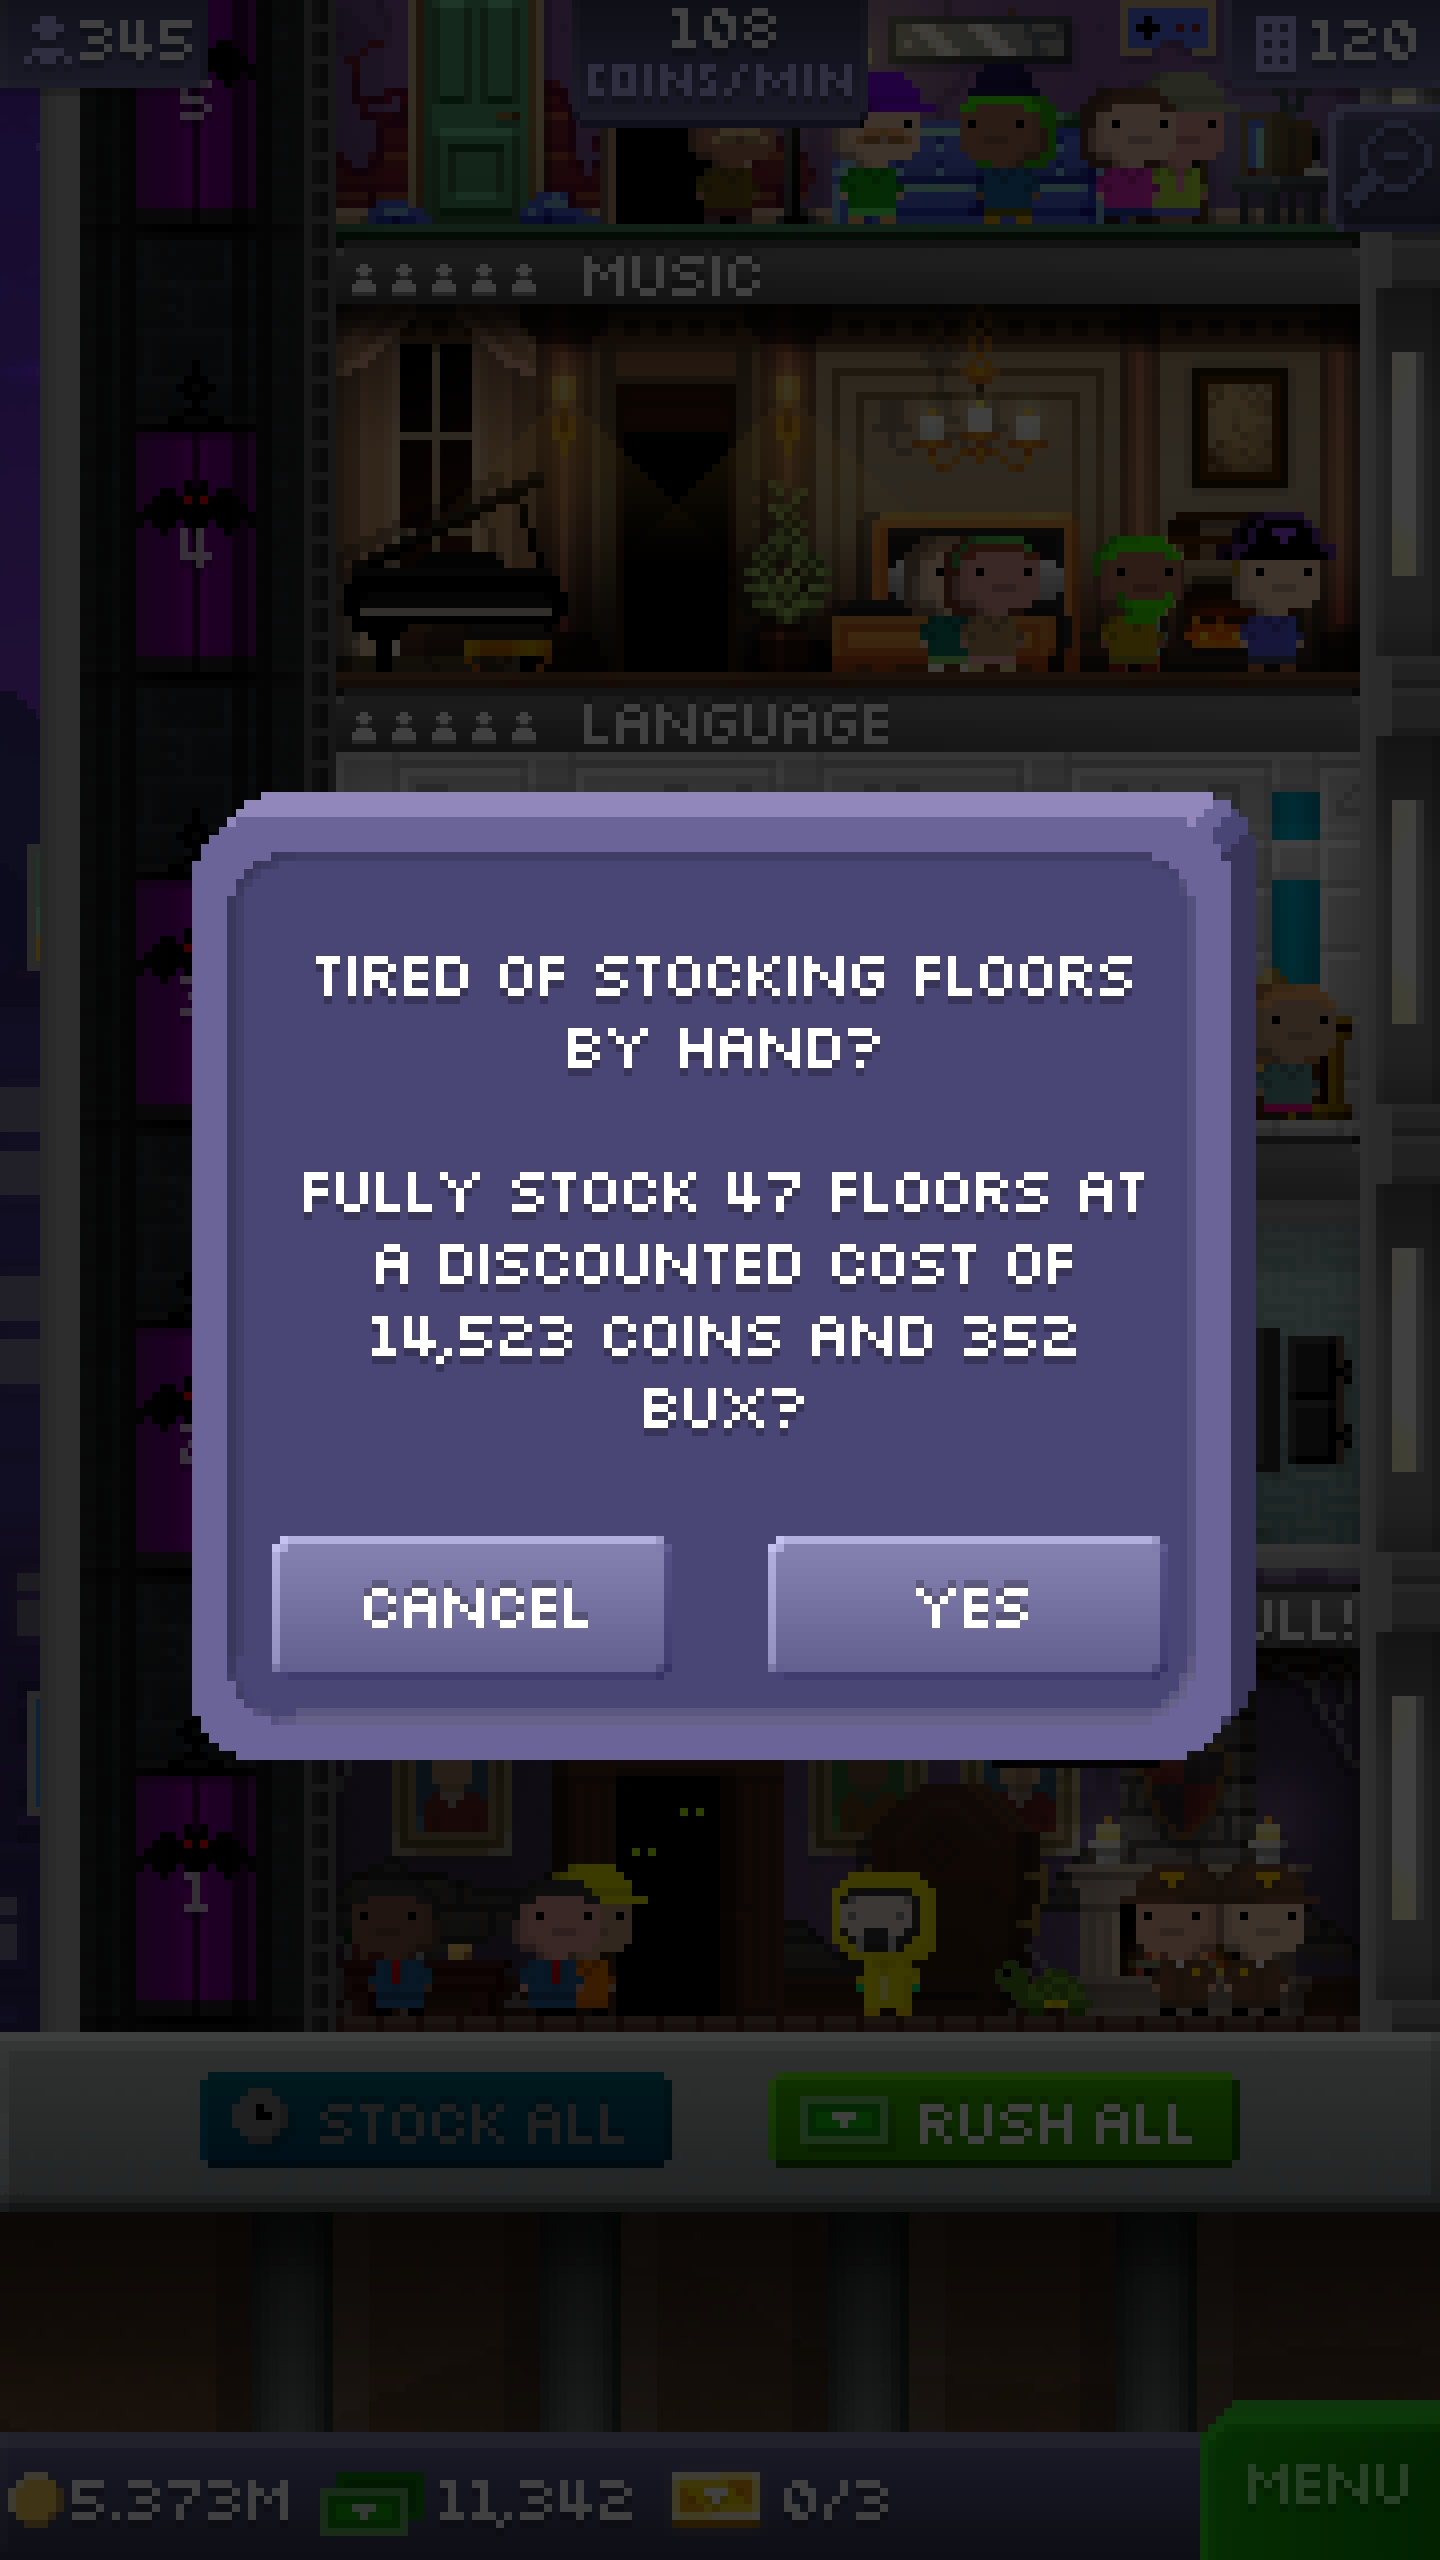 345
108
COINS/MIN
120
5
MUSIC
4
LANGUAGE
TIRED OF STOCKING FLOORS
BY HAND?
FULLY STOCK 47 FLOORS AT
A DISCOUNTED COST OF
14,523 COINS AND 352
BUX?
CANCEL
YES
1
STOCK ALL
RUSH ALL
5.373M
11,342
0/3
MENU